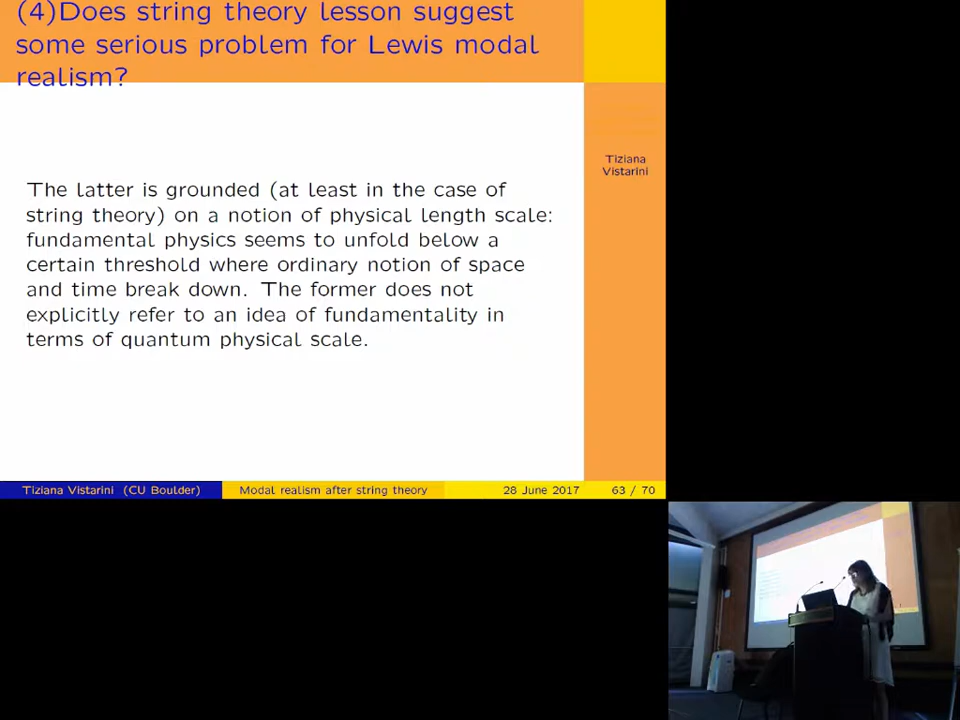 (4)Does string theory lesson suggest
some serious problem for Lewis modal
realism?
Tiziana
Vistarini
The latter is grounded (at least in the case of
string theory) on a notion of physical length scale:
fundamental physics seems to unfold below a
certain threshold where ordinary notion of space
and time break down. The former does not
explicitly refer to an idea of fundamentality in
terms of quantum physical scale.
Tiziana Vistarini (CU Boulder) Modal realism after string theory 28 June 2017 63 / 70